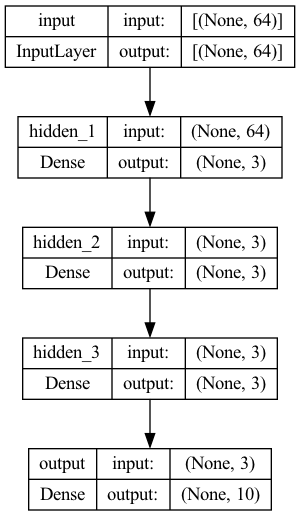 input input: [(None, 64)]
InputLayer output: [(None, 64)]
hidden_1 input: (None, 64)
Dense output: (None, 3)
hidden_2 input: (None, 3)
Dense output: (None, 3)
hidden_3 input: (None, 3)
Dense output: (None, 3)
output input: (None, 3)
Dense output: (None, 10)